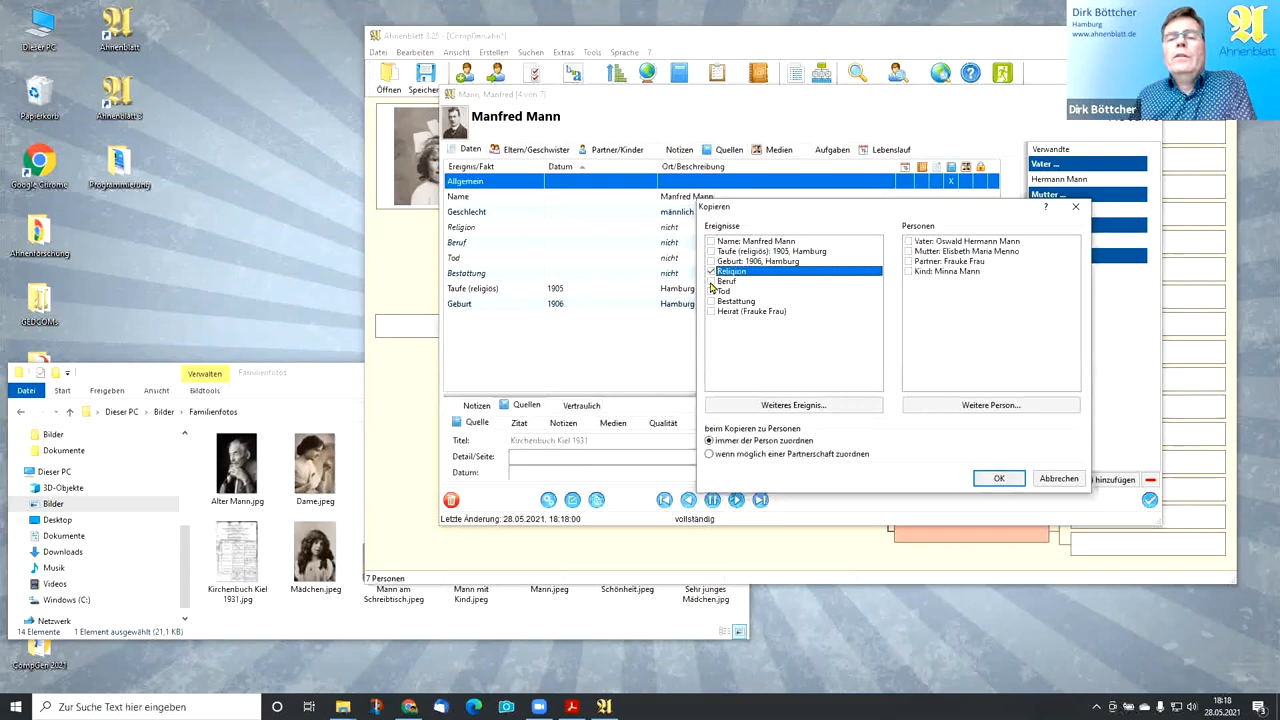 Dieser PC
Ahnenblatt
Papierkorb
Ahnenblatt 3
Google Chrome
Programmierung
Ahnenforschung
GEDCOMs
CompGen 2021
Dirk Böttcher
Hamburg
www.ahnenblatt.de
Ahnenblatt
Dirk Böttcher
Datei Bearbeiten Ansicht Erstellen Suchen Extras Tools Sprache ?
Öffnen Speichern
Mann, Manfred [4 von 7]
Manfred Mann
Daten Eltern/Geschwister Partner/Kinder Notizen Quellen Medien Aufgaben Lebenslauf
Ereignis/Fakt Datum Ort/Beschreibung
Allgemein X
Name Manfred Mann
Geschlecht männlich
Religion nicht
Beruf nicht
Tod nicht
Bestattung nicht
Taufe (religiös) 1905 Hamburg
Geburt 1906 Hamburg
Verwandte
Vater ...
Hermann Mann
Mutter ...
Kopieren ?
Ereignisse
Name: Manfred Mann
Taufe (religiös): 1905, Hamburg
Geburt: 1906, Hamburg
Religion
Beruf
Tod
Bestattung
Heirat (Frauke Frau)
Weiteres Ereignis...
Personen
Vater: Oswald Hermann Mann
Mutter: Elisbeth Maria Menno
Partner: Frauke Frau
Kind: Minna Mann
Weitere Person...
beim Kopieren zu Personen
immer der Person zuordnen
wenn möglich einer Partnerschaft zuordnen
OK Abbrechen
hinzufügen
Notizen Quellen Vertraulich
Quelle Zitat Notizen Medien Qualität
Titel: Kirchenbuch Kiel 1931
Detail/Seite:
Datum:
Letzte Änderung: 28.05.2021, 18:18:00 vollständig
7 Personen
Verwalten Familienfotos
Datei Start Freigeben Ansicht Bildtools
Dieser PC Bilder Familienfotos
Bilder
Dokumente
Dieser PC
3D-Objekte
Bilder
Desktop
Dokumente
Downloads
Musik
Videos
Windows (C:)
Netzwerk
Alter Mann.jpg
Dame.jpeg
Kirchenbuch Kiel
1931.jpg
Mädchen.jpeg
Mann am
Schreibtisch.jpeg
Mann mit
Kind.jpeg
Mann.jpeg
Schönheit.jpeg
Sehr junges
Mädchen.jpeg
14 Elemente 1 Element ausgewählt (21,1 KB)
Zur Suche Text hier eingeben
18:18
28.05.2021